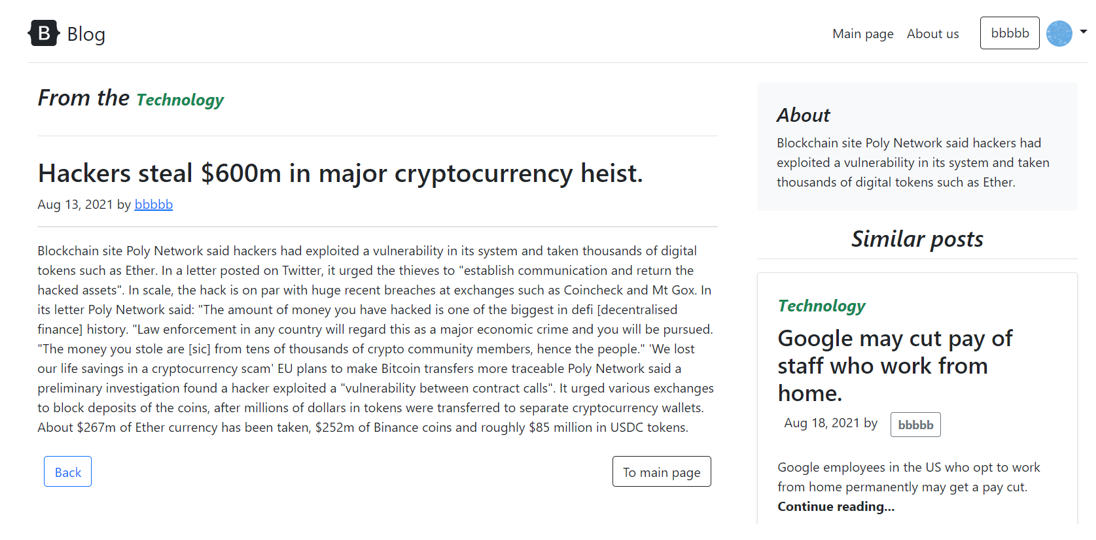 B Blog
Main page About us bbbbb
From the Technology
Hackers steal $600m in major cryptocurrency heist.
Aug 13, 2021 by bbbbb
Blockchain site Poly Network said hackers had exploited a vulnerability in its system and taken thousands of digital
tokens such as Ether. In a letter posted on Twitter, it urged the thieves to "establish communication and return the
hacked assets". In scale, the hack is on par with huge recent breaches at exchanges such as Coincheck and Mt Gox. In
its letter Poly Network said: "The amount of money you have hacked is one of the biggest in defi [decentralised
finance] history. "Law enforcement in any country will regard this as a major economic crime and you will be pursued.
"The money you stole are [sic] from tens of thousands of crypto community members, hence the people." 'We lost
our life savings in a cryptocurrency scam' EU plans to make Bitcoin transfers more traceable Poly Network said a
preliminary investigation found a hacker exploited a "vulnerability between contract calls". It urged various exchanges
to block deposits of the coins, after millions of dollars in tokens were transferred to separate cryptocurrency wallets.
About $267m of Ether currency has been taken, $252m of Binance coins and roughly $85 million in USDC tokens.
Back
To main page
About
Blockchain site Poly Network said hackers had
exploited a vulnerability in its system and taken
thousands of digital tokens such as Ether.
Similar posts
Technology
Google may cut pay of
staff who work from
home.
Aug 18, 2021 by bbbbb
Google employees in the US who opt to work
from home permanently may get a pay cut.
Continue reading...